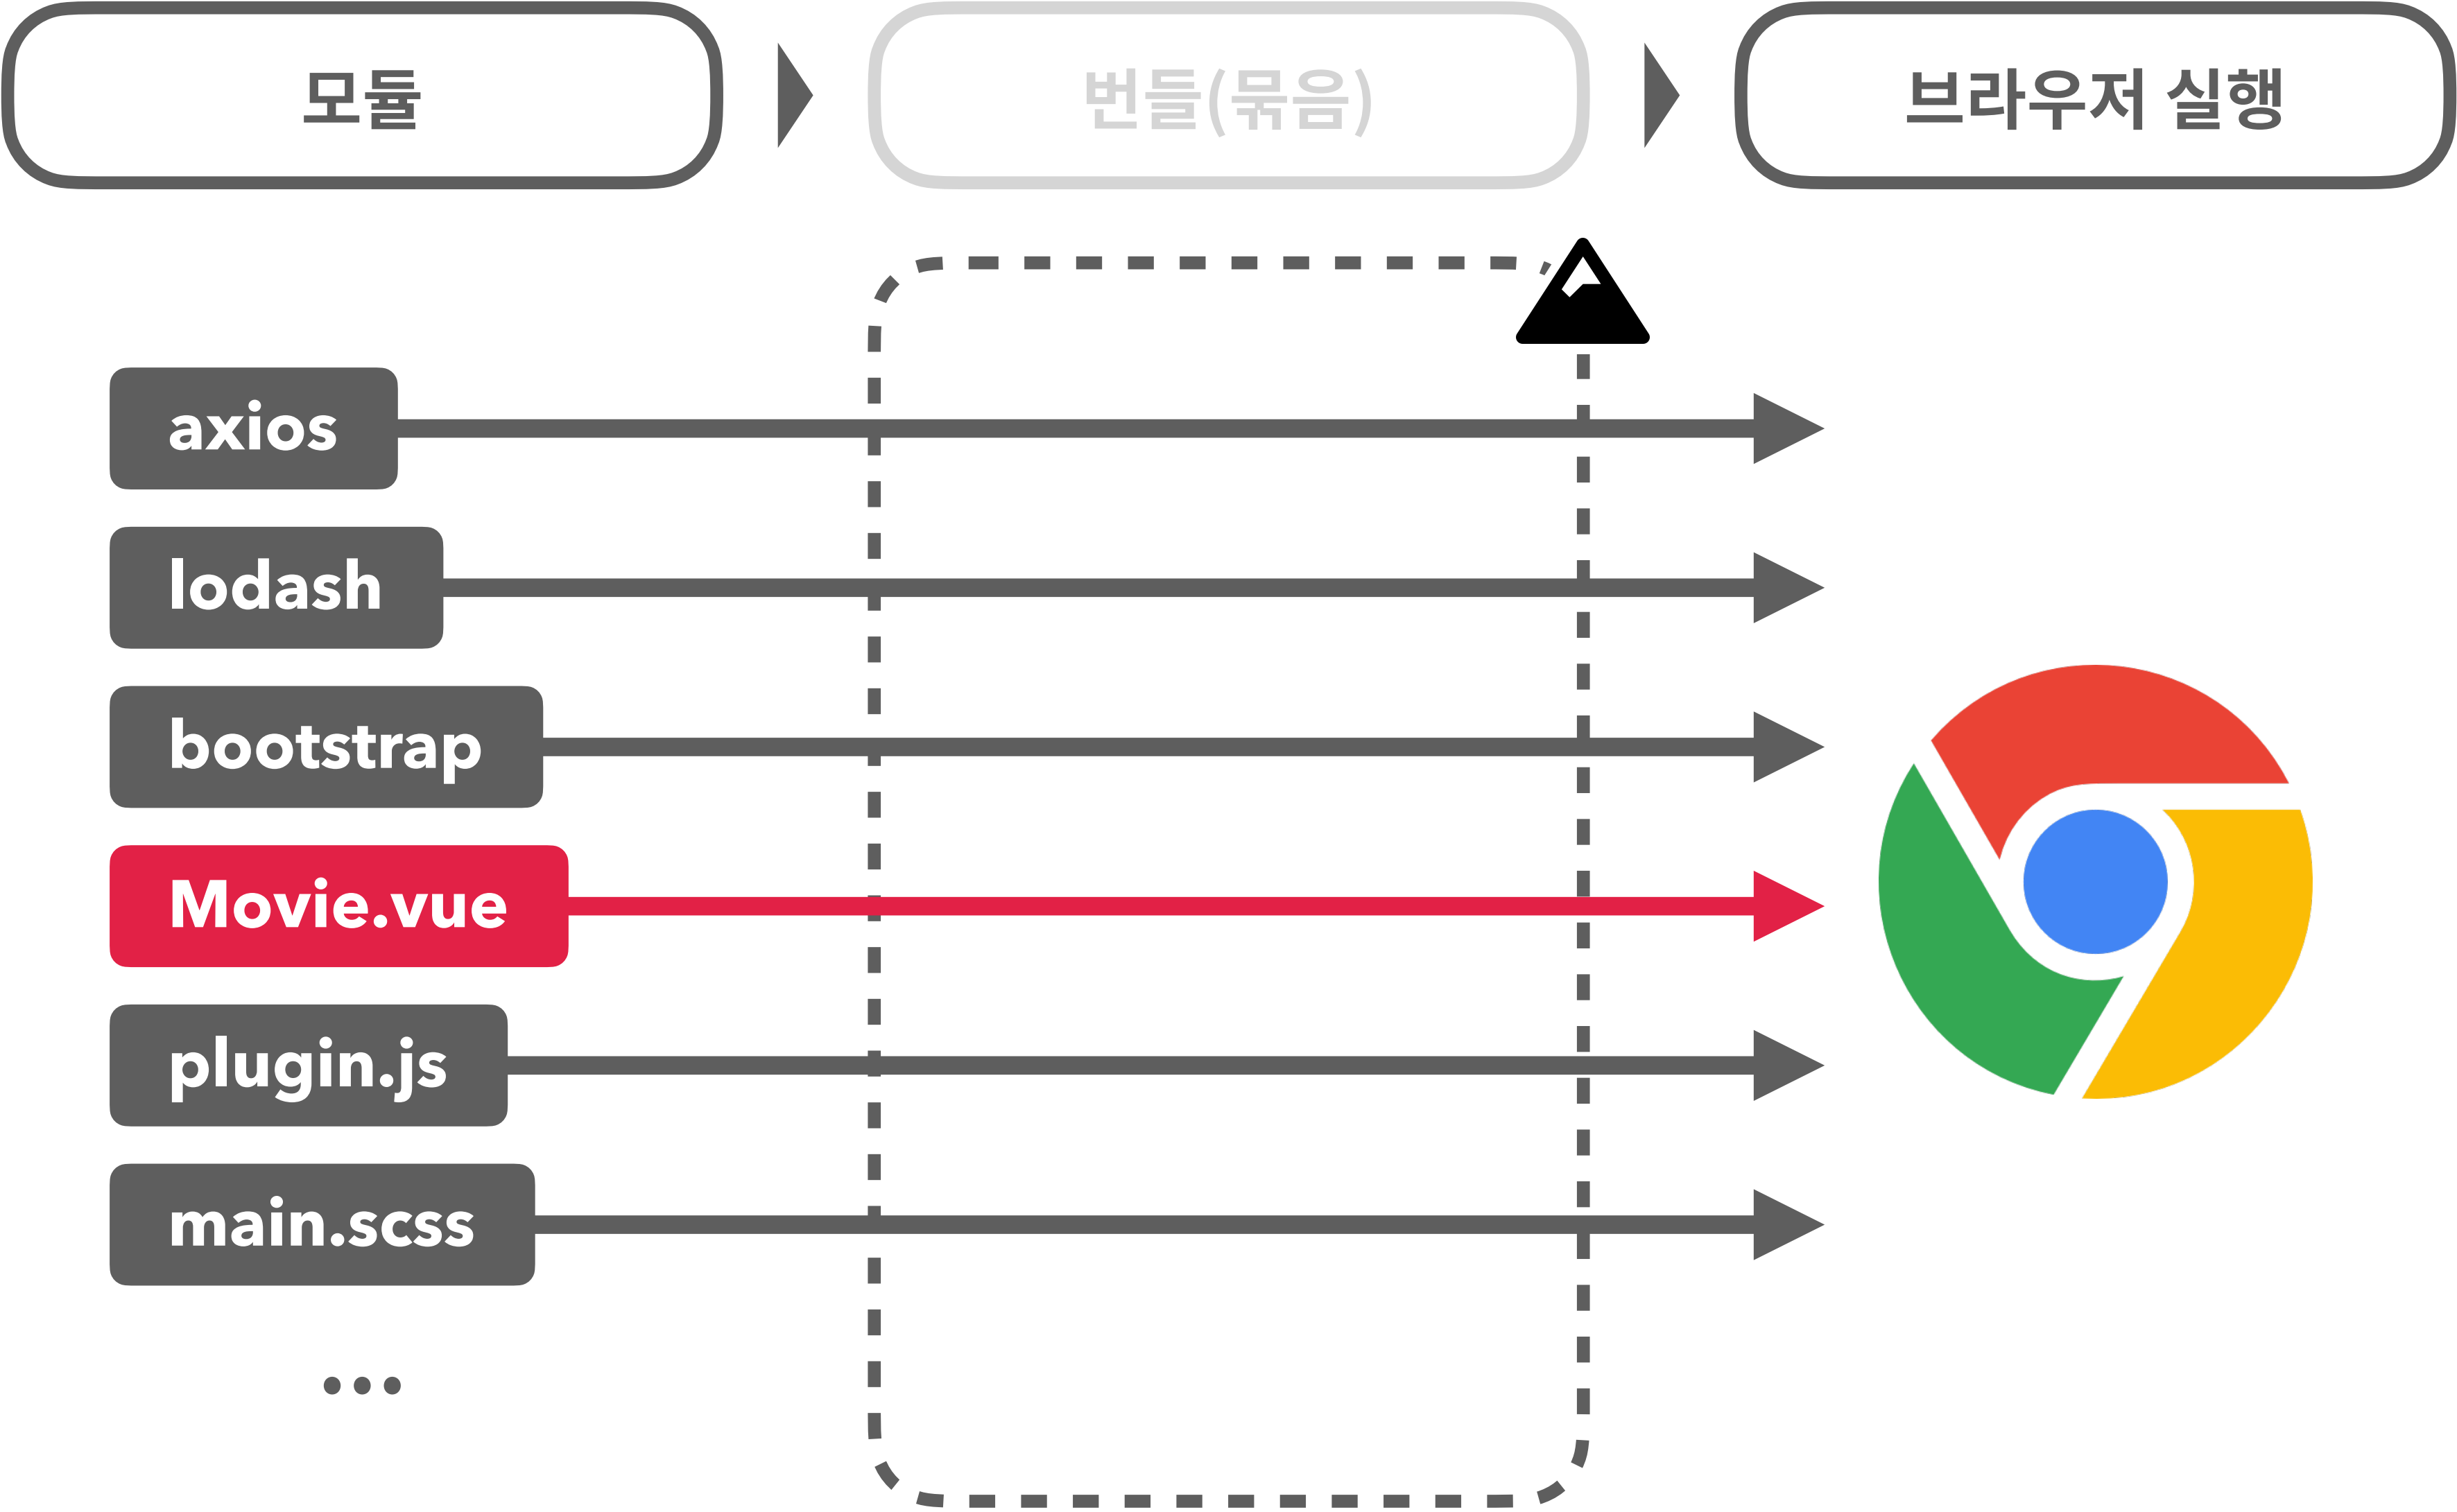 모듈
번들(묶음)
브라우저 실행
axios
lodash
bootstrap
Movie.vue
plugin.js
main.scss
...